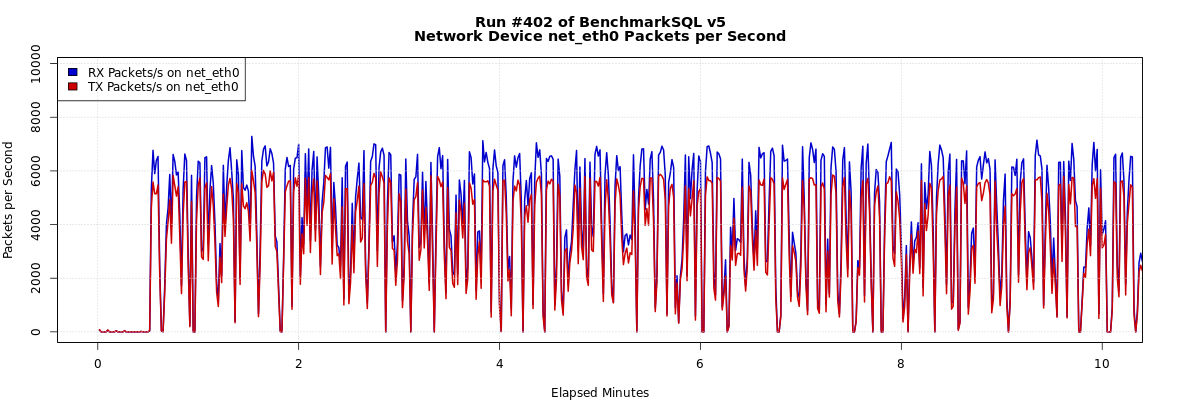 Run #402 of BenchmarkSQL v5
Network Device net_eth0 Packets per Second
RX Packets/s on net_eth0
TX Packets/s on net_eth0
Packets per Second
10000
8000
6000
4000
2000
0
0 2 4 6 8 10
Elapsed Minutes